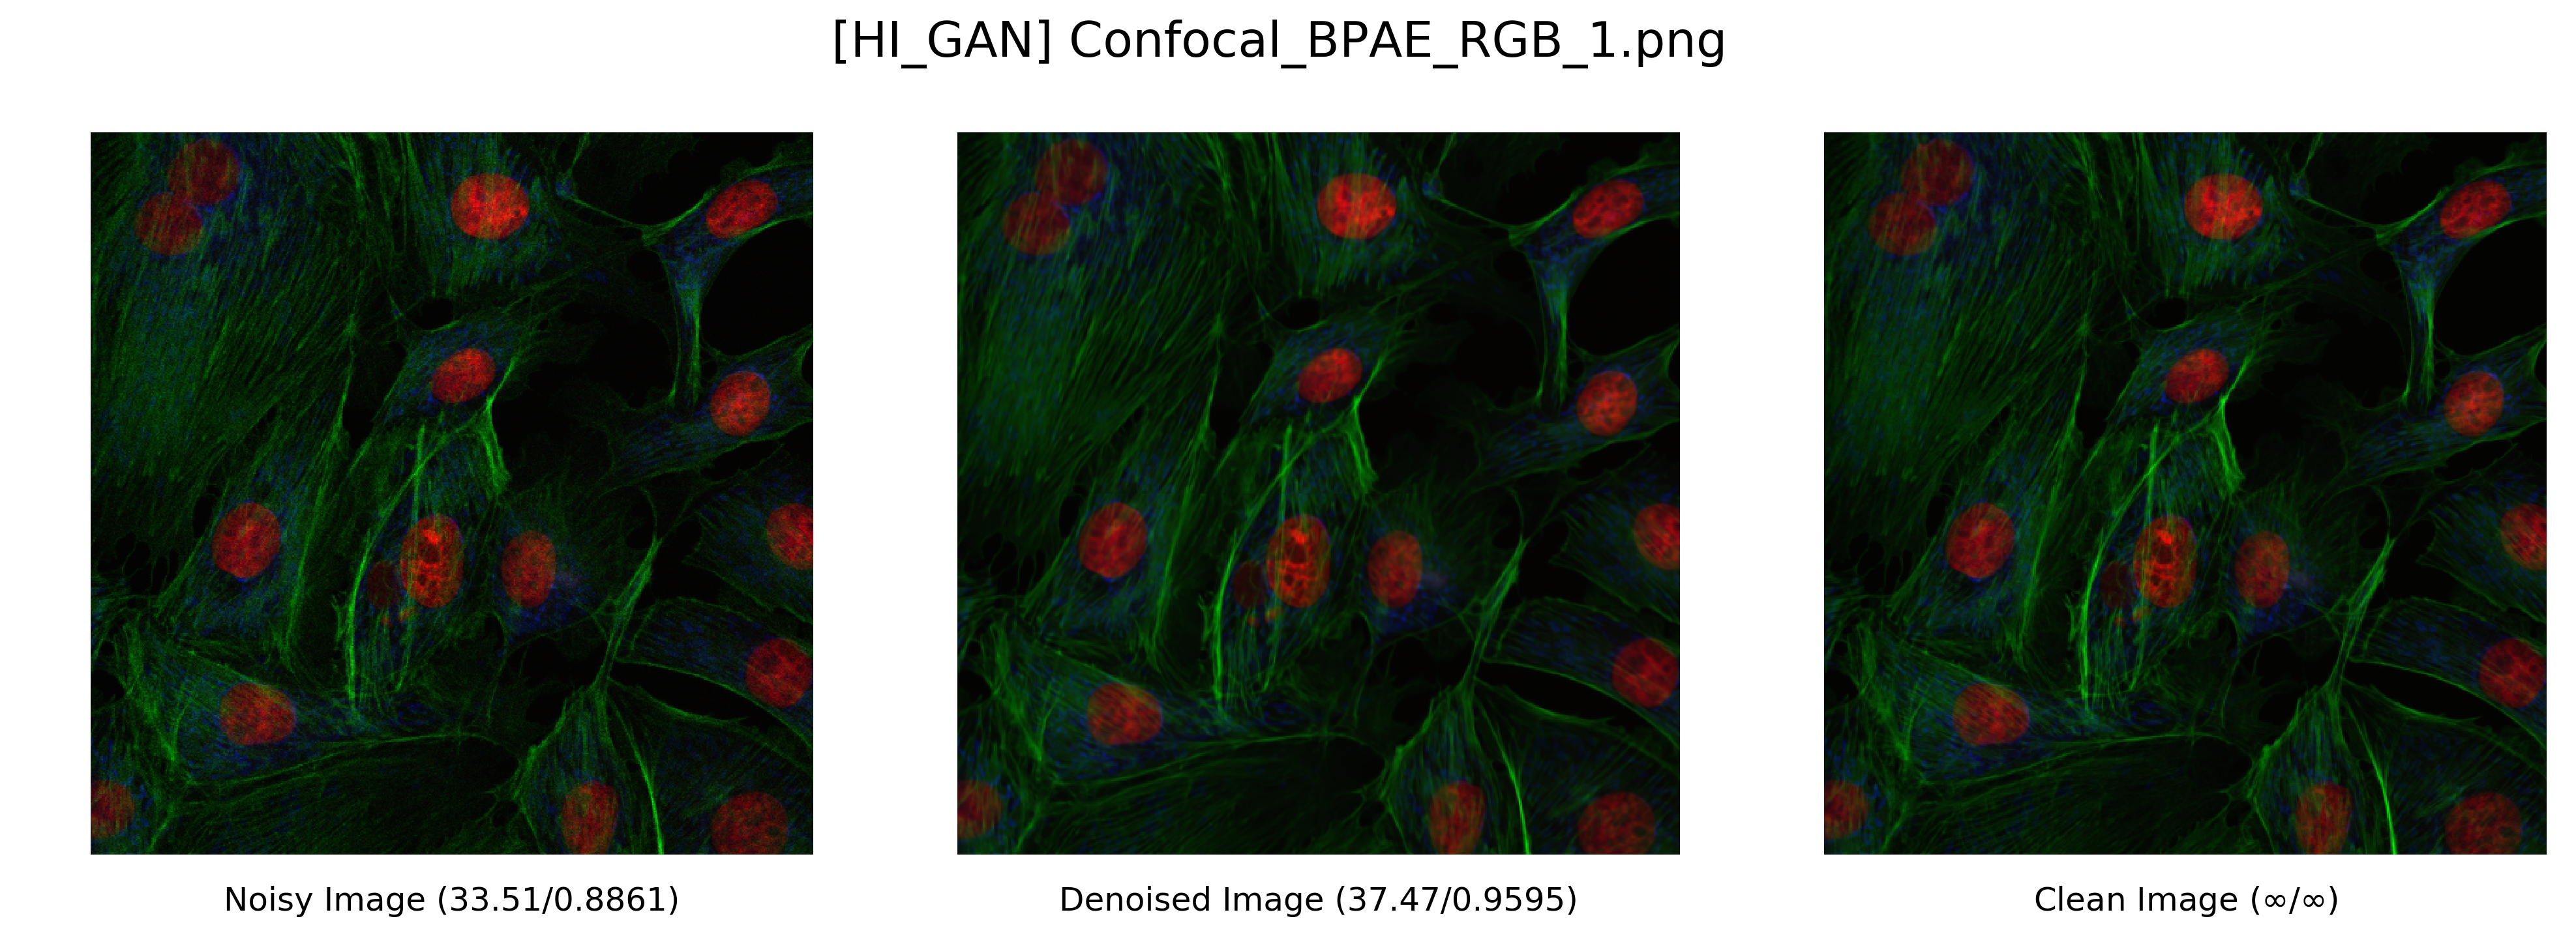 [HI_GAN] Confocal_BPAE_RGB_1.png
Noisy Image (33.51/0.8861)
Denoised Image (37.47/0.9595)
Clean Image (∞/∞)